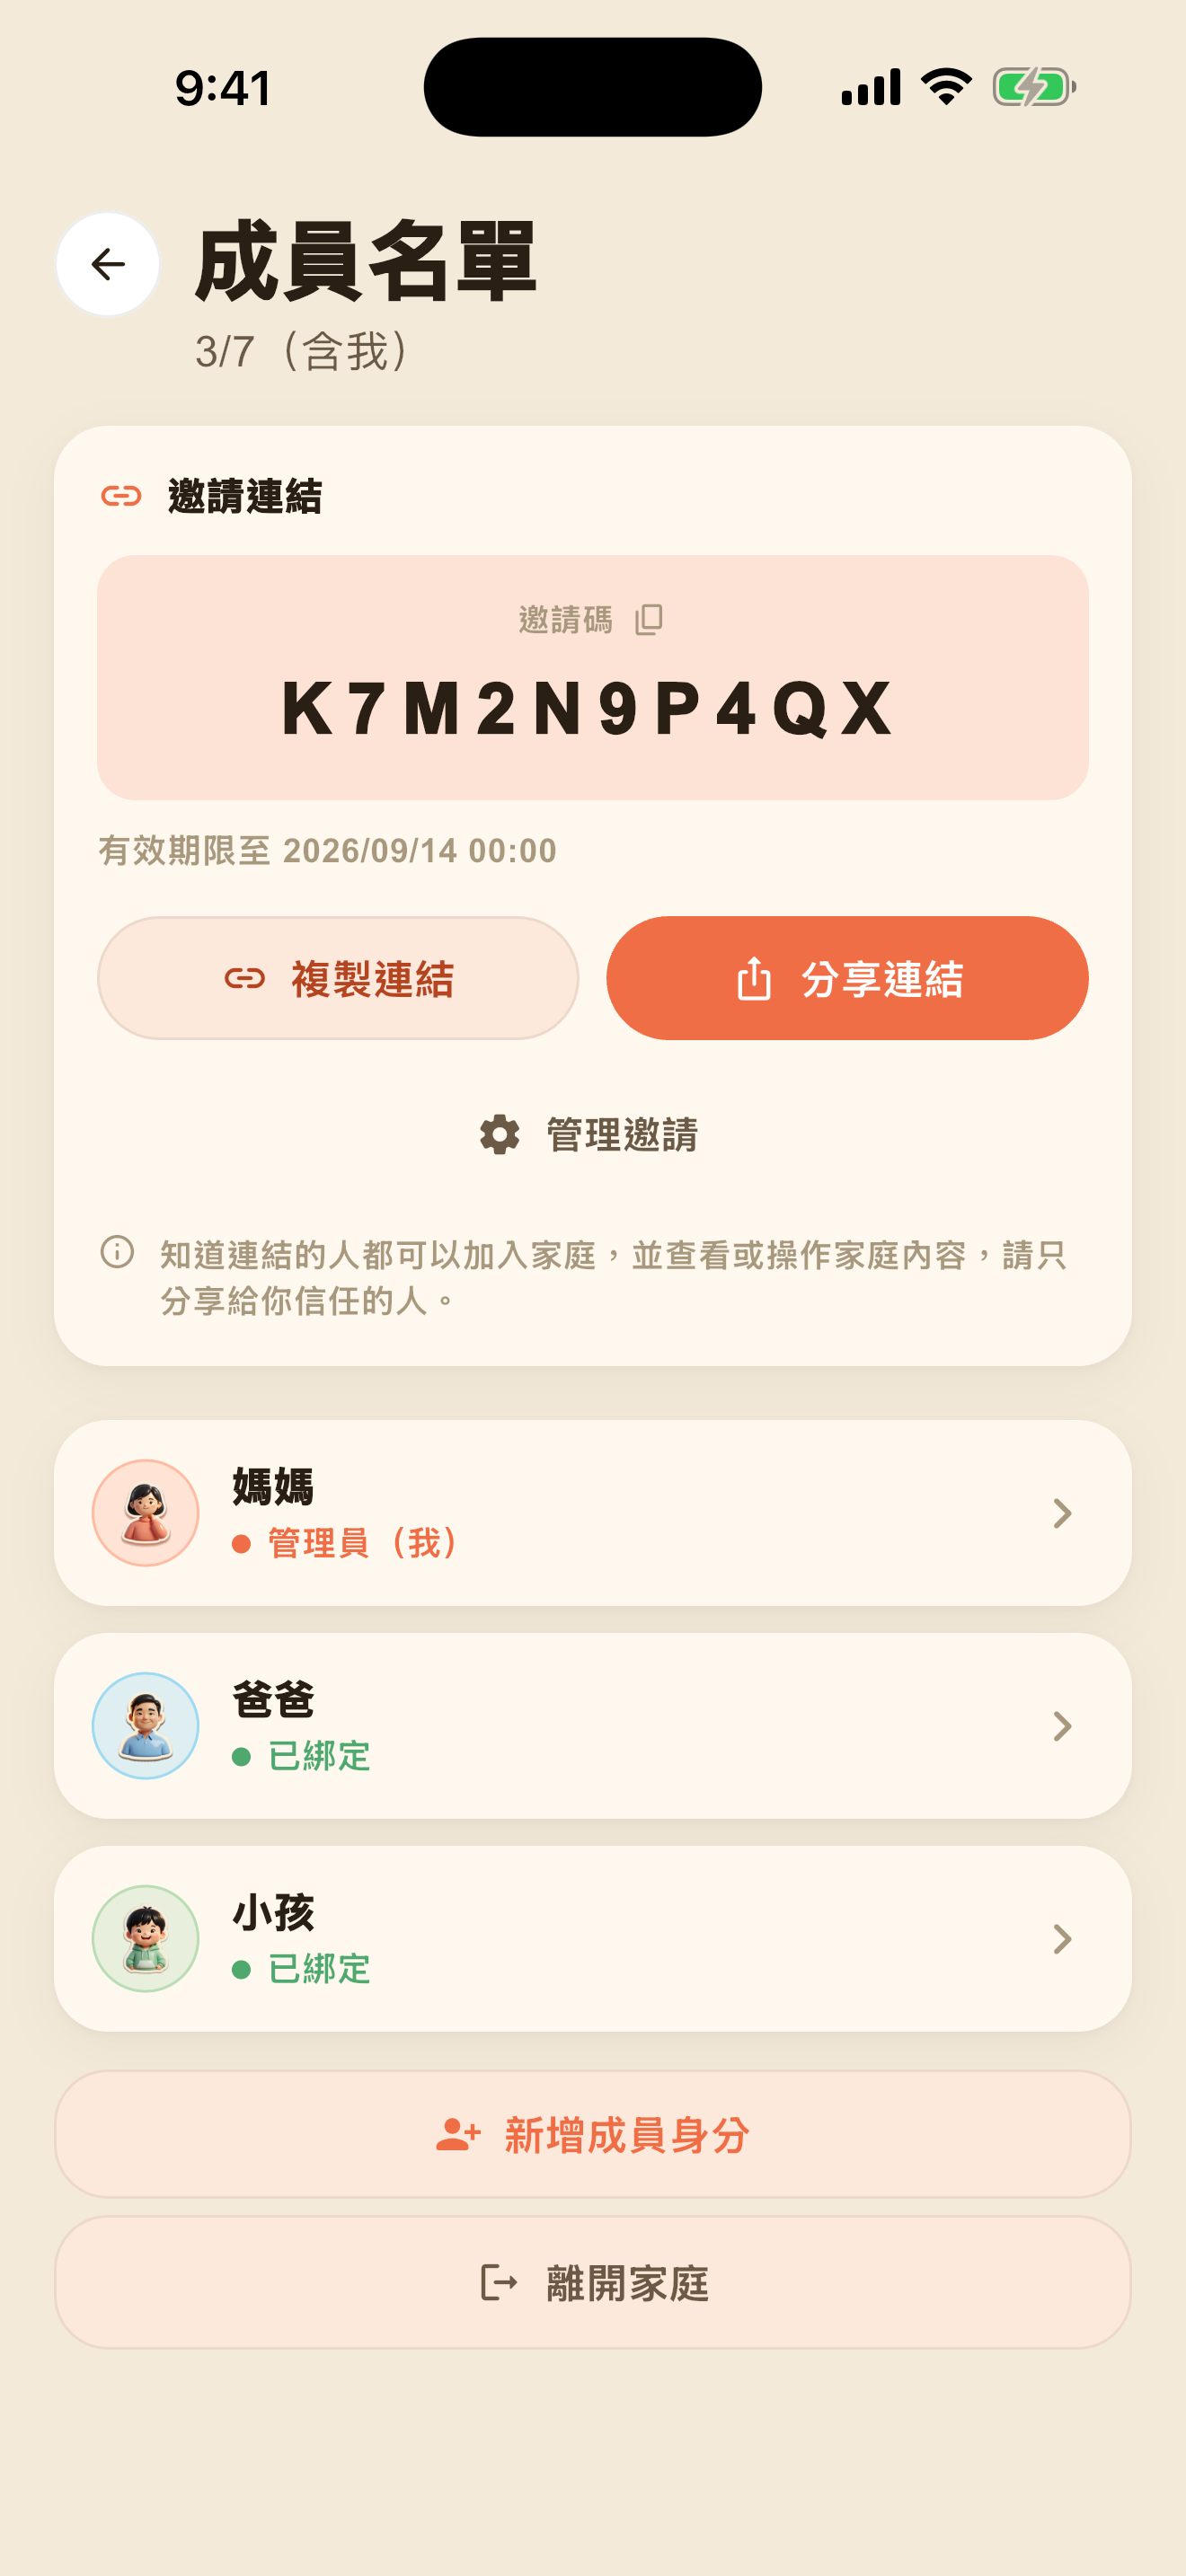 9:41
成員名單
3/7（含我）
邀請連結
邀請碼
K7M2N9P4QX
有效期限至 2026/09/14 00:00
複製連結
分享連結
管理邀請
知道連結的人都可以加入家庭，並查看或操作家庭內容，請只
分享給你信任的人。
媽媽
管理員（我）
爸爸
已綁定
小孩
已綁定
新增成員身分
離開家庭